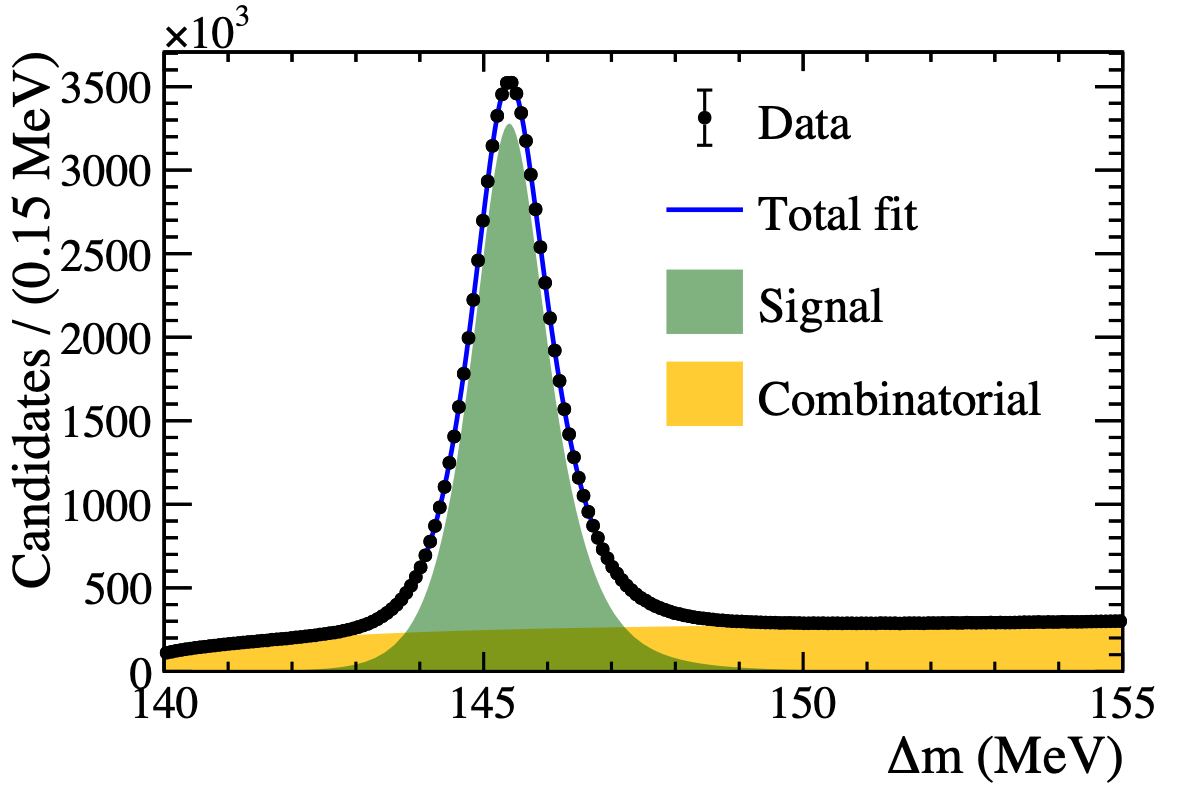 ×10³
Candidates / (0.15 MeV)
3500
3000
2500
2000
1500
1000
500
0
Data
Total fit
Signal
Combinatorial
140 145 150 155
Δm (MeV)